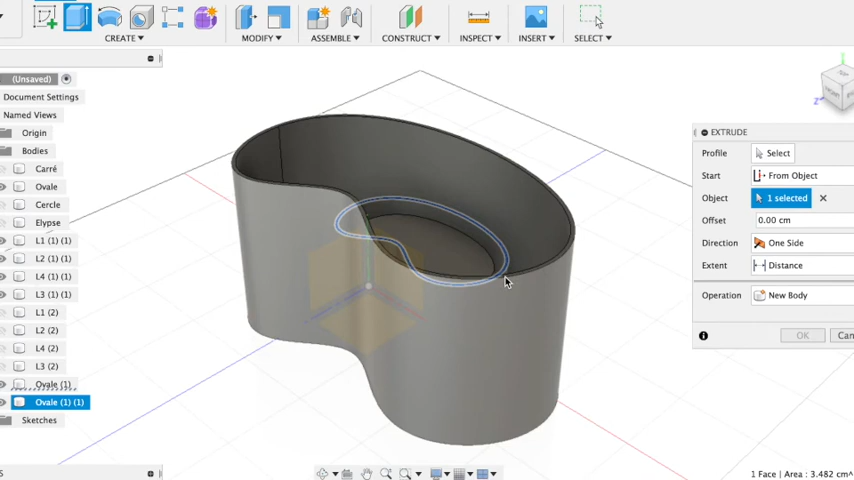 CREATE ▾
MODIFY ▾
ASSEMBLE ▾
CONSTRUCT ▾
INSPECT ▾
INSERT ▾
SELECT ▾
(Unsaved)
Document Settings
Named Views
Origin
Bodies
Carré
Ovale
Cercle
Elypse
L1 (1) (1)
L2 (1) (1)
L4 (1) (1)
L3 (1) (1)
L1 (2)
L2 (2)
L4 (2)
L3 (2)
Ovale (1)
Ovale (1) (1)
Sketches
TOP
FRONT
Z
EXTRUDE
Profile Select
Start From Object
Object 1 selected
Offset 0.00 cm
Direction One Side
Extent Distance
Operation New Body
OK Can
S
1 Face | Area : 3.482 cm^